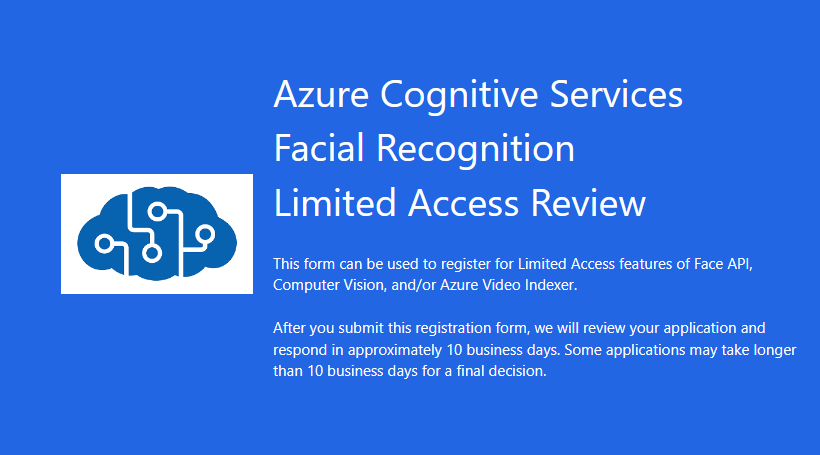 Azure Cognitive Services
Facial Recognition
Limited Access Review
This form can be used to register for Limited Access features of Face API,
Computer Vision, and/or Azure Video Indexer.
After you submit this registration form, we will review your application and
respond in approximately 10 business days. Some applications may take longer
than 10 business days for a final decision.